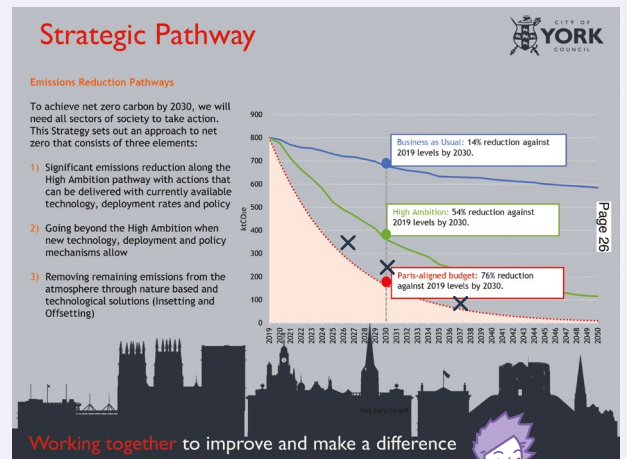 Strategic Pathway
CITY OF
YORK
COUNCIL
Emissions Reduction Pathways
To achieve net zero carbon by 2030, we will
need all sectors of society to take action.
This Strategy sets out an approach to net
zero that consists of three elements:
1) Significant emissions reduction along the
High Ambition pathway with actions that
can be delivered with currently available
technology, deployment rates and policy
2) Going beyond the High Ambition when
new technology, deployment and policy
mechanisms allow
3) Removing remaining emissions from the
atmosphere through nature based and
technological solutions (Insetting and
Offsetting)
ktCO₂e
900
800
700
600
500
400
300
200
100
0
Business as Usual: 14% reduction against
2019 levels by 2030.
High Ambition: 54% reduction against
2019 levels by 2030.
Paris-aligned budget: 76% reduction
against 2019 levels by 2030.
2019 2020 2021 2022 2023 2024 2025 2026 2027 2028 2029 2030 2031 2032 2033 2034 2035 2036 2037 2038 2039 2040 2041 2042 2043 2044 2045 2046 2047 2048 2049 2050
Page 26
Net zero target
Working together to improve and make a difference